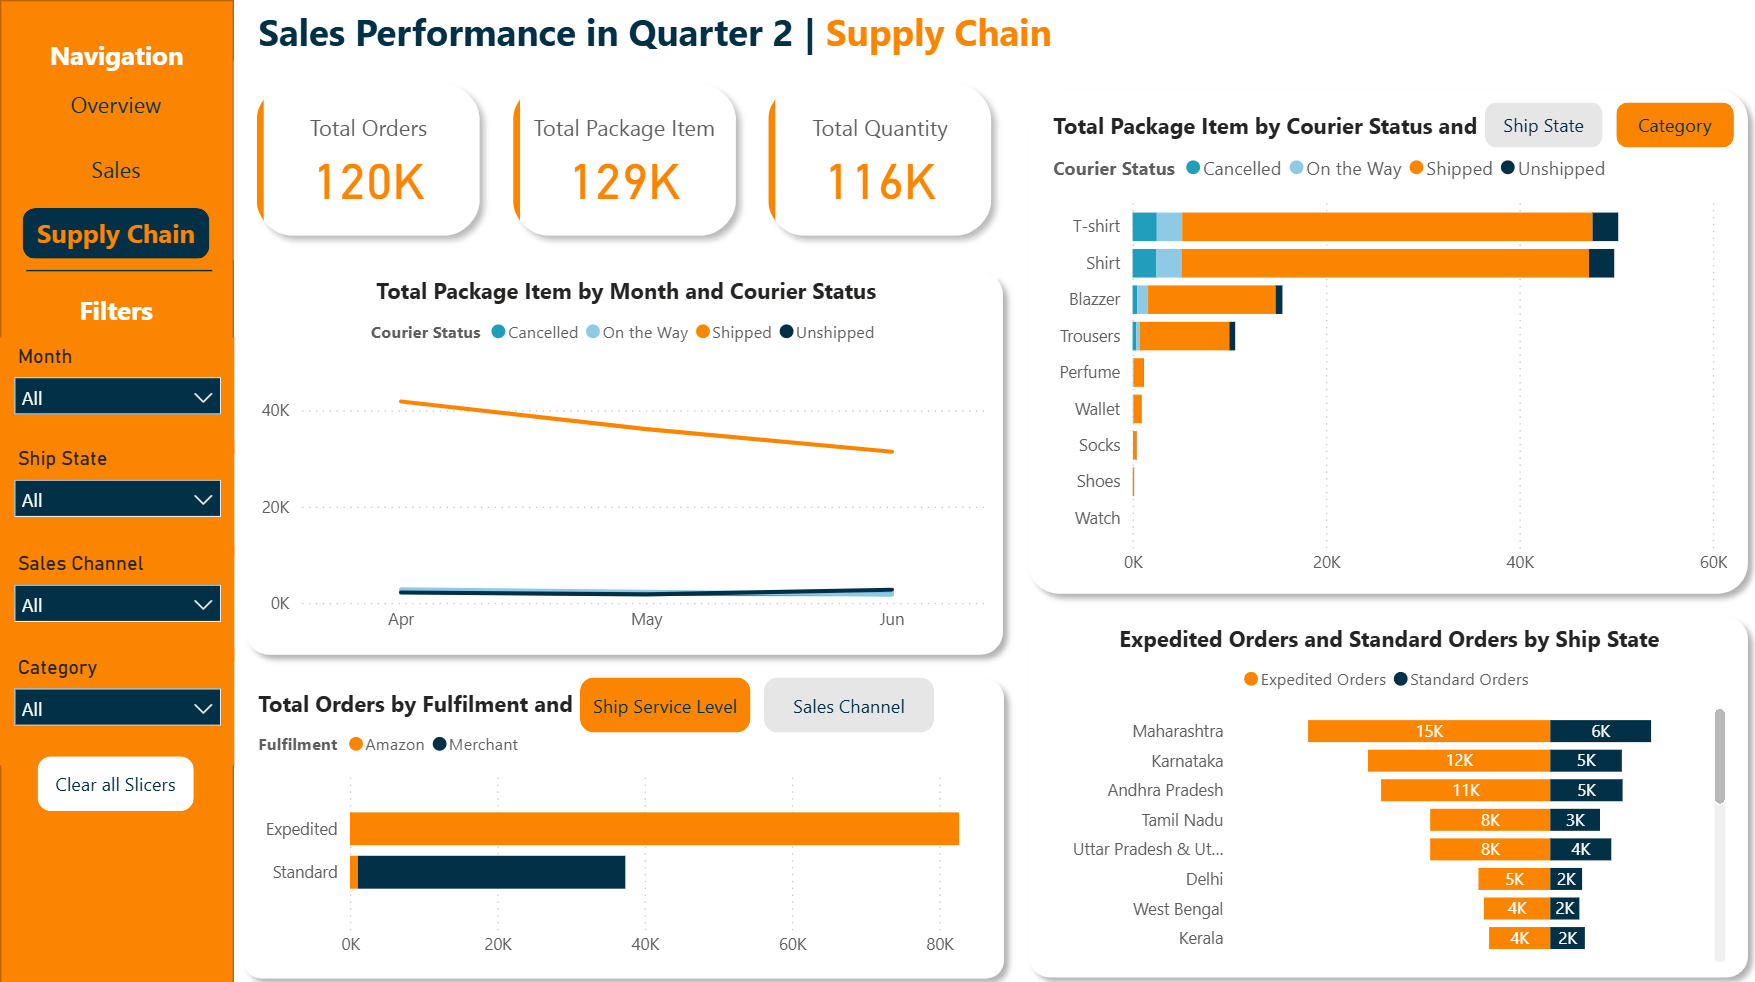 Sales Performance in Quarter 2 | Supply Chain
Navigation
Overview
Sales
Supply Chain
Filters
Month
All
Ship State
All
Sales Channel
All
Category
All
Clear all Slicers
Total Orders
120K
Total Package Item
129K
Total Quantity
116K
Total Package Item by Month and Courier Status
Courier Status Cancelled On the Way Shipped Unshipped
40K
20K
0K
Apr May Jun
Total Orders by Fulfilment and Ship Service Level Sales Channel
Fulfilment Amazon Merchant
Expedited
Standard
0K 20K 40K 60K 80K
Total Package Item by Courier Status and Ship State Category
Courier Status Cancelled On the Way Shipped Unshipped
T-shirt
Shirt
Blazzer
Trousers
Perfume
Wallet
Socks
Shoes
Watch
0K 20K 40K 60K
Expedited Orders and Standard Orders by Ship State
Expedited Orders Standard Orders
Maharashtra 15K 6K
Karnataka 12K 5K
Andhra Pradesh 11K 5K
Tamil Nadu 8K 3K
Uttar Pradesh & Ut... 8K 4K
Delhi 5K 2K
West Bengal 4K 2K
Kerala 4K 2K